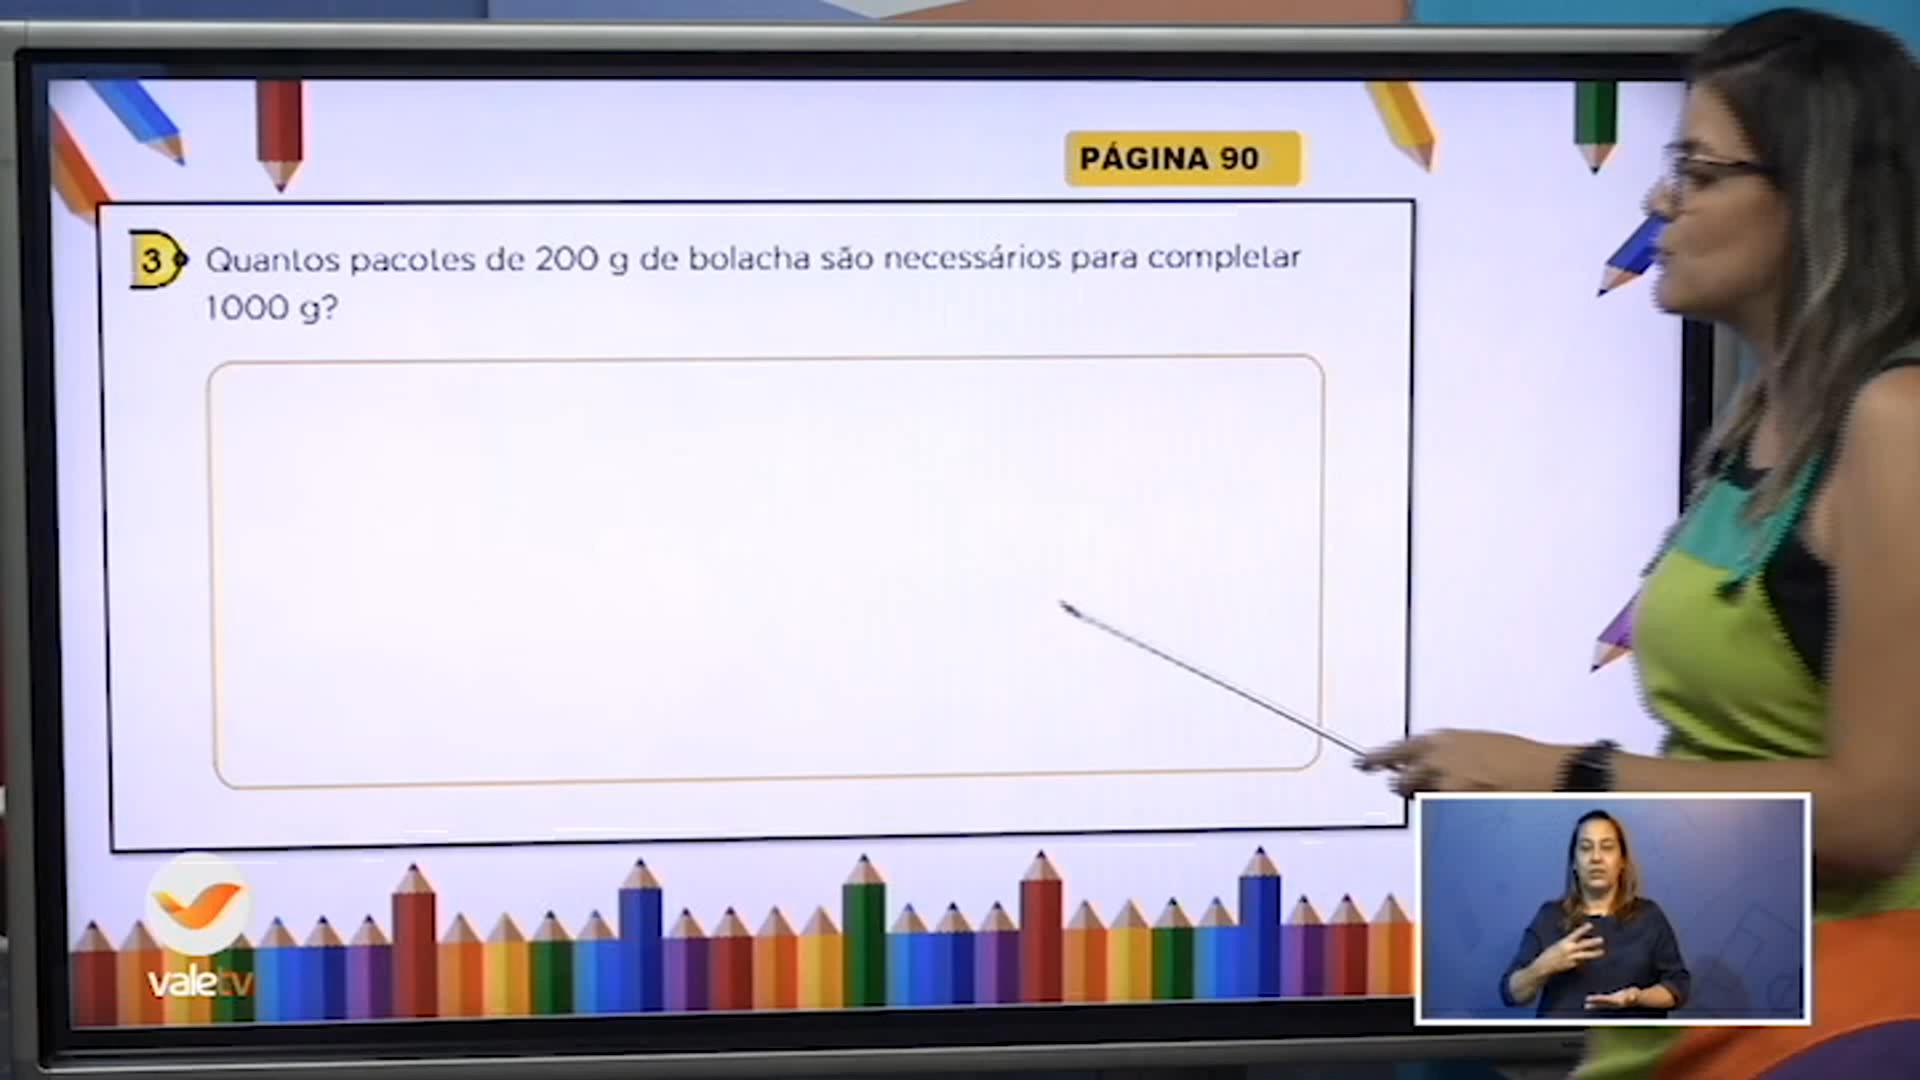 PÁGINA 90
3 Quantos pacotes de 200 g de bolacha são necessários para completar
1000 g?
valetv